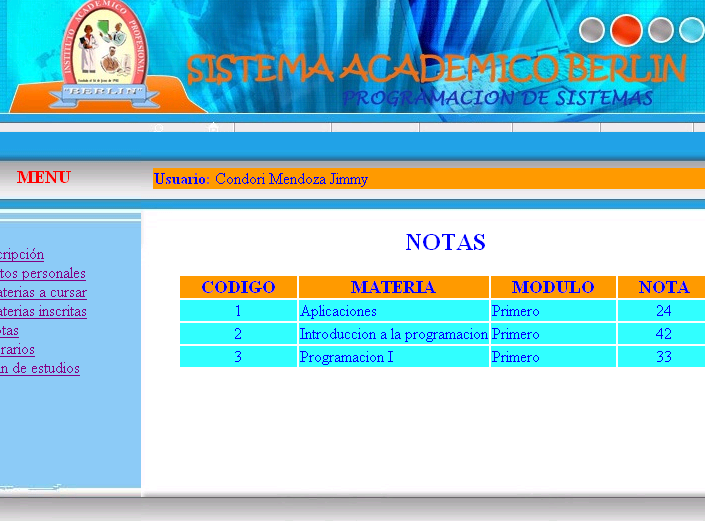 INSTITUTO ACADEMICO PROFESIONAL
"BERLIN"
SISTEMA ACADEMICO BERLIN
PROGRAMACION DE SISTEMAS
MENU
Usuario: Condori Mendoza Jimmy
cripción
tos personales
aterias a cursar
aterias inscritas
otas
rarios
n de estudios
NOTAS
CODIGO MATERIA MODULO NOTA
1 Aplicaciones Primero 24
2 Introduccion a la programacion Primero 42
3 Programacion I Primero 33